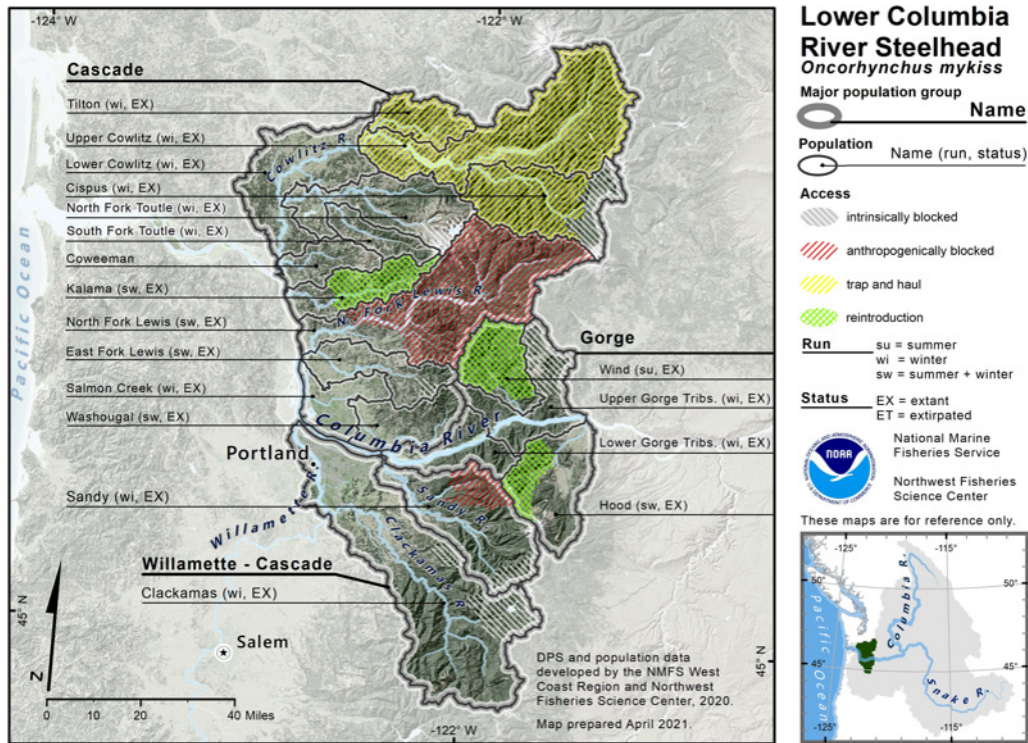 -124° W
-122° W
Cascade
Tilton (wi, EX)
Upper Cowlitz (wi, EX)
Lower Cowlitz (wi, EX)
Cispus (wi, EX)
North Fork Toutle (wi, EX)
South Fork Toutle (wi, EX)
Coweeman
Kalama (sw, EX)
North Fork Lewis (sw, EX)
East Fork Lewis (sw, EX)
Salmon Creek (wi, EX)
Washougal (sw, EX)
Portland
Sandy (wi, EX)
Willamette R
Willamette - Cascade
Clackamas (wi, EX)
Salem
Pacific Ocean
Cowlitz R
N. Fork Lewis R
Columbia River
Sandy R
Clackamas R
Gorge
Wind (su, EX)
Upper Gorge Tribs. (wi, EX)
Lower Gorge Tribs. (wi, EX)
Hood (sw, EX)
45° N
45° N
N
0 10 20 40 Miles
-122° W
DPS and population data
developed by the NMFS West
Coast Region and Northwest
Fisheries Science Center, 2020.
Map prepared April 2021.
Lower Columbia
River Steelhead
Oncorhynchus mykiss
Major population group
Name
Population
Name (run, status)
Access
intrinsically blocked
anthropogenically blocked
trap and haul
reintroduction
Run
su = summer
wi = winter
sw = summer + winter
Status
EX = extant
ET = extirpated
NOAA
National Marine
Fisheries Service
Northwest Fisheries
Science Center
These maps are for reference only.
-125°
-115°
50°
50°
45°
45°
-125°
-115°
Pacific Ocean
Columbia R.
Snake R.